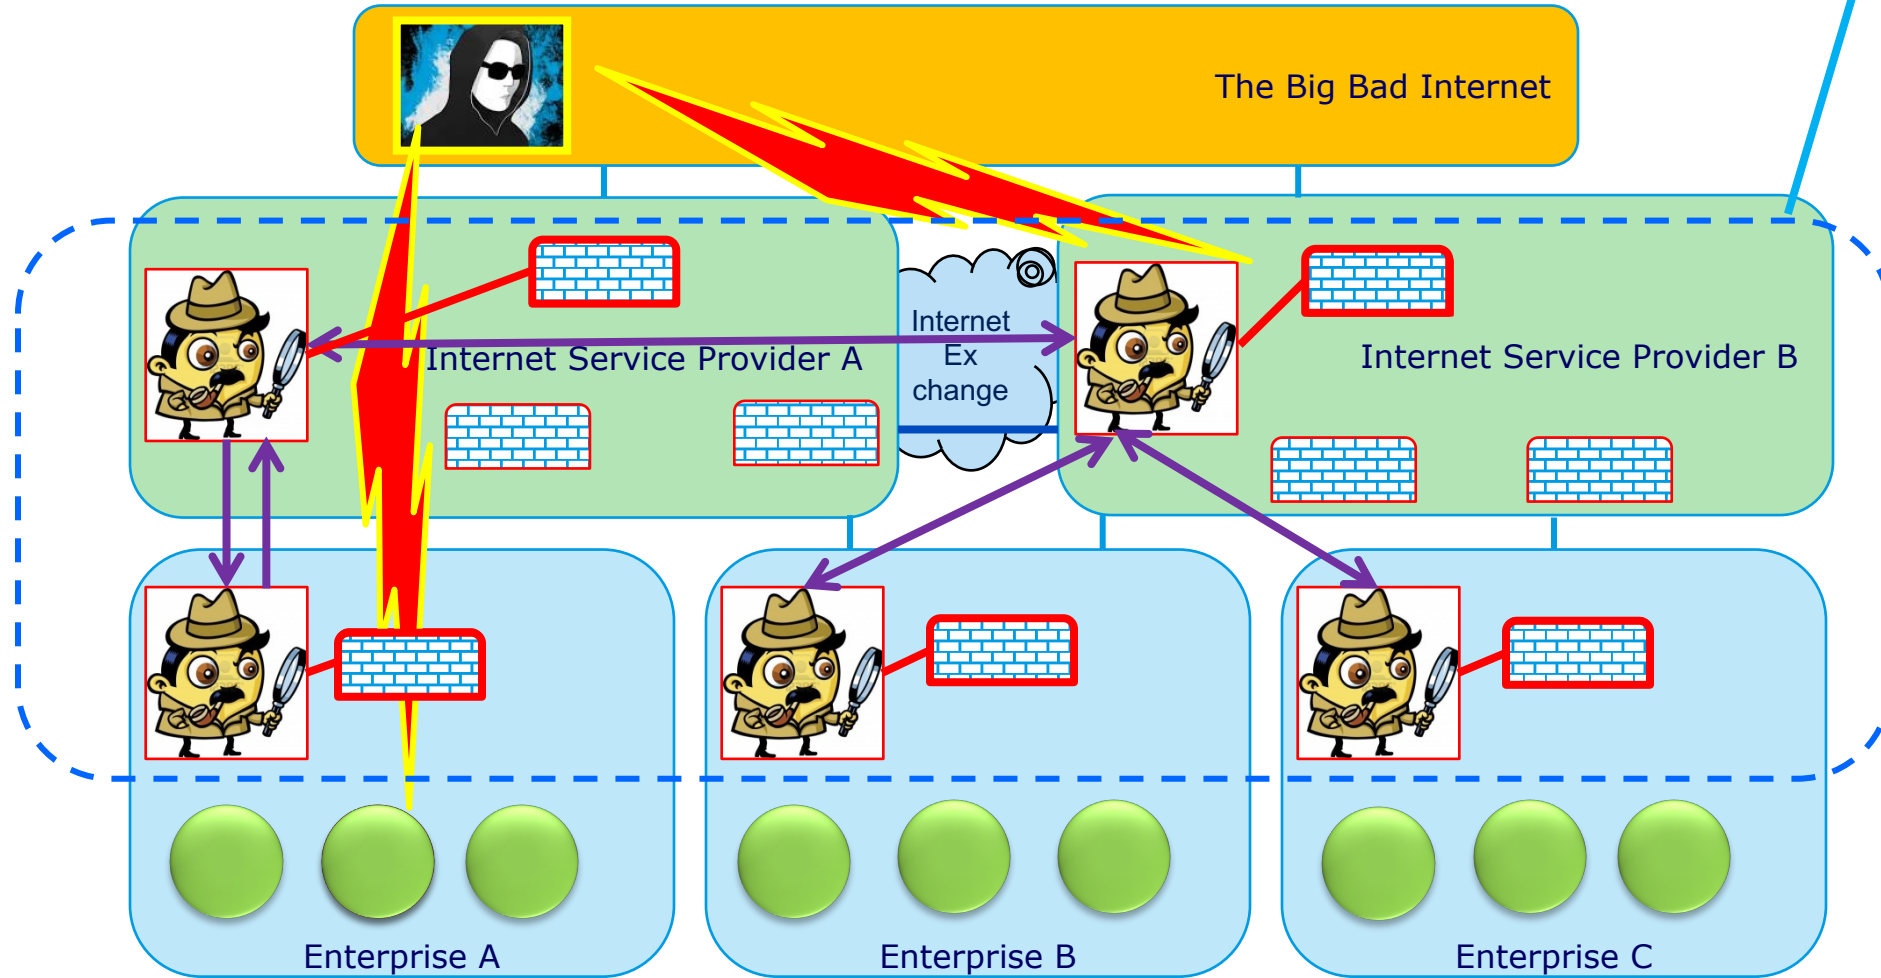 The Big Bad Internet
Internet Service Provider A
Internet
Ex
change
Internet Service Provider B
Enterprise A
Enterprise B
Enterprise C